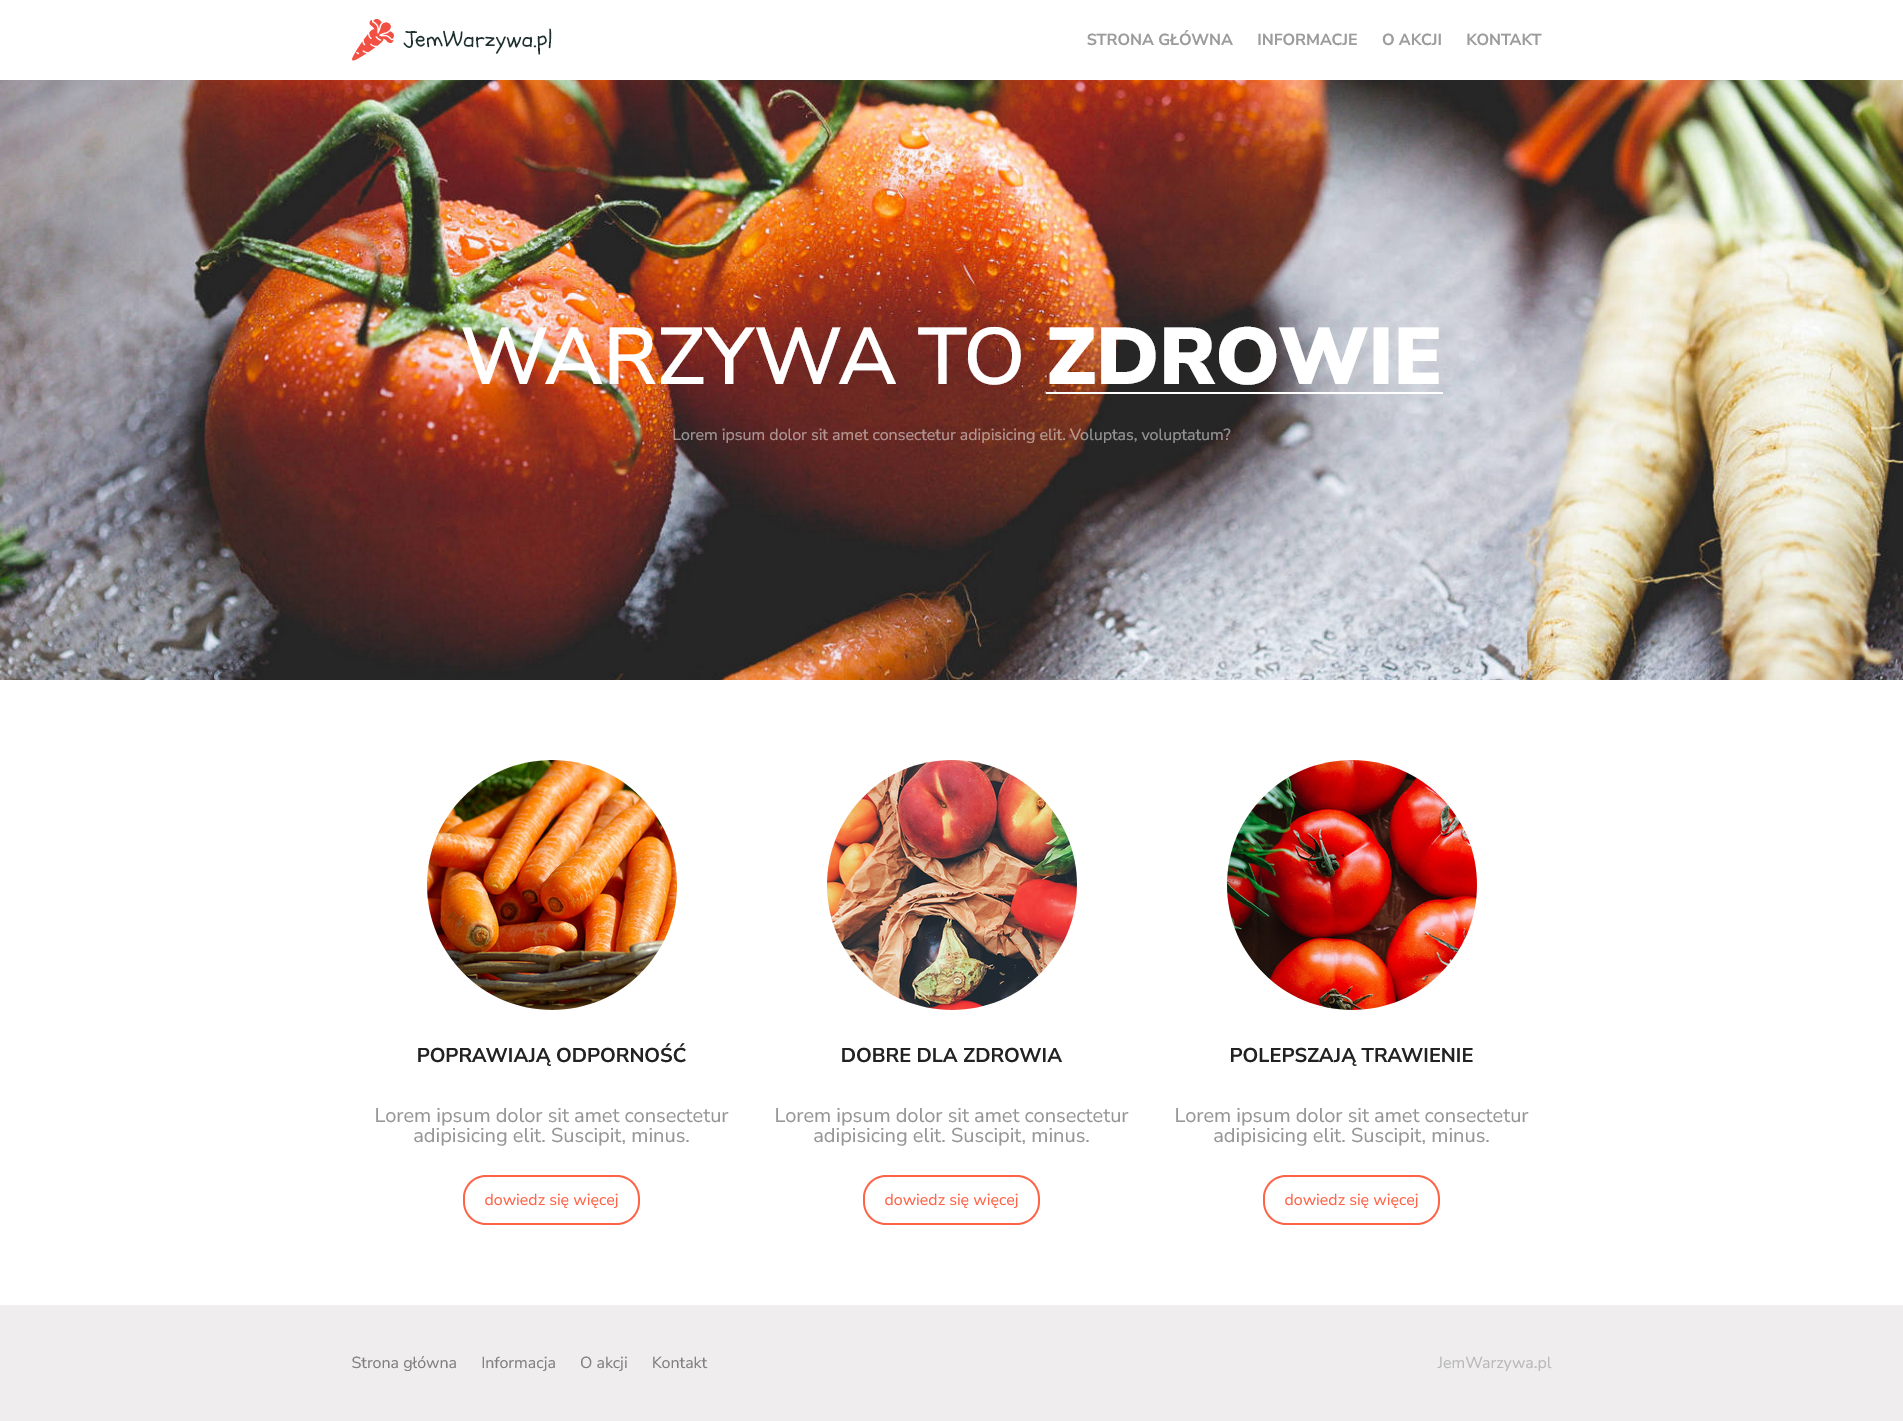 JemWarzywa.pl
STRONA GŁÓWNA INFORMACJE O AKCJI KONTAKT
WARZYWA TO ZDROWIE
Lorem ipsum dolor sit amet consectetur adipisicing elit. Voluptas, voluptatum?
POPRAWIAJĄ ODPORNOŚĆ
Lorem ipsum dolor sit amet consectetur
adipisicing elit. Suscipit, minus.
dowiedz się więcej
DOBRE DLA ZDROWIA
Lorem ipsum dolor sit amet consectetur
adipisicing elit. Suscipit, minus.
dowiedz się więcej
POLEPSZAJĄ TRAWIENIE
Lorem ipsum dolor sit amet consectetur
adipisicing elit. Suscipit, minus.
dowiedz się więcej
Strona główna Informacja O akcji Kontakt
JemWarzywa.pl